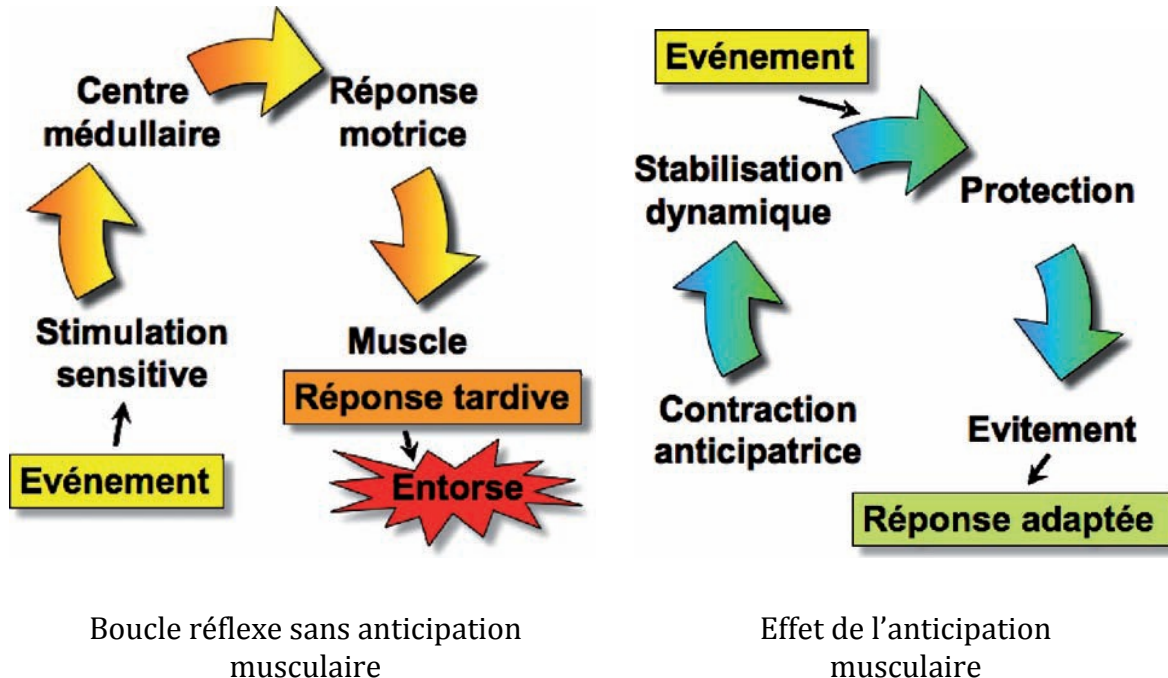 Centre
médullaire
Réponse
motrice
Stimulation
sensitive
Muscle
Réponse tardive
Evénement
Entorse
Evénement
Stabilisation
dynamique
Protection
Contraction
anticipatrice
Evitement
Réponse adaptée
Boucle réflexe sans anticipation
musculaire
Effet de l’anticipation
musculaire